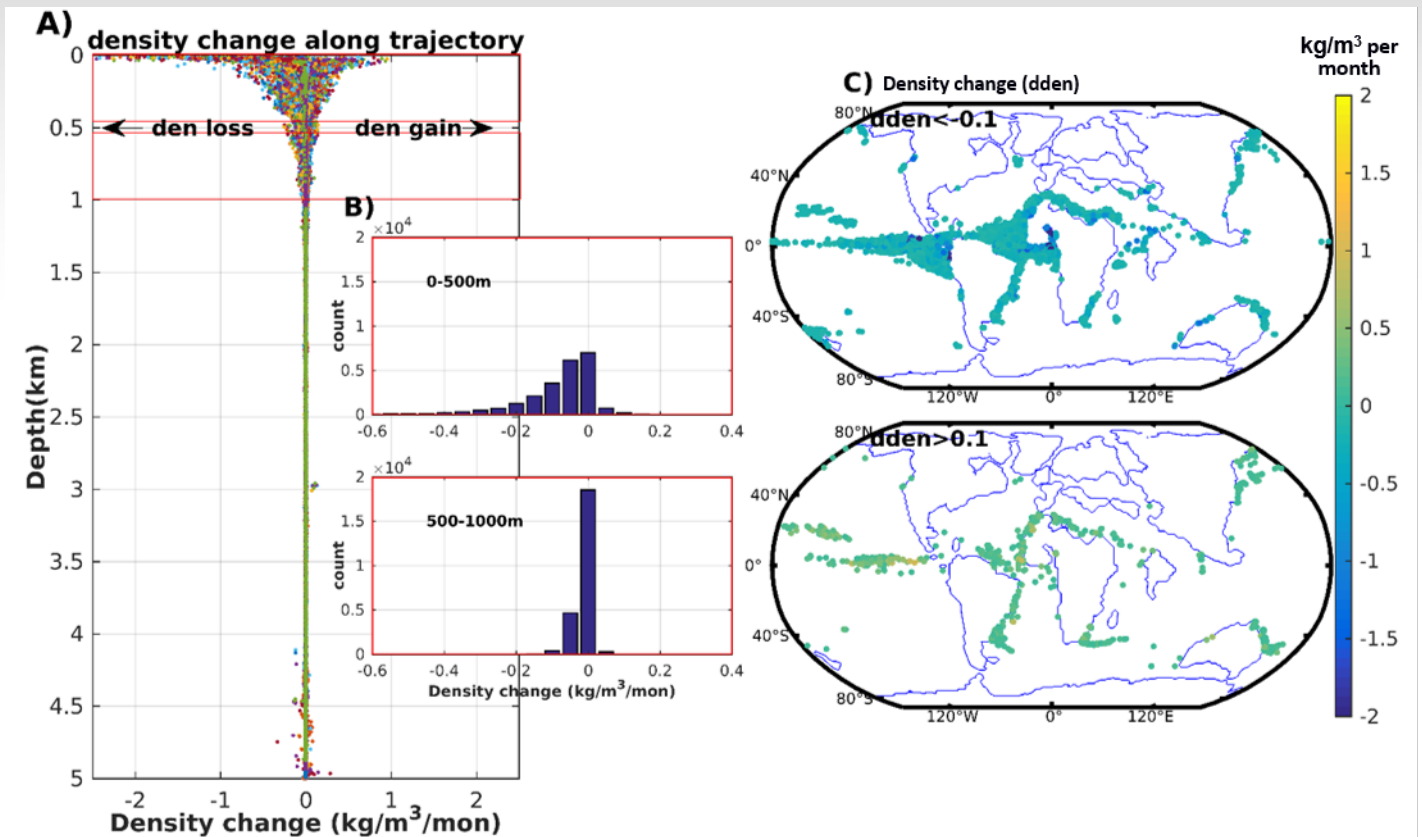 A)
density change along trajectory
0
0.5
1
1.5
2
2.5
3
3.5
4
4.5
5
Depth(km)
den loss
den gain
-2 -1 0 1 2
Density change (kg/m³/mon)
B)
×10⁴
2
1.5
1
0.5
0
count
0-500m
-0.6 -0.4 -0.2 0 0.2 0.4
×10⁴
2
1.5
1
0.5
0
count
500-1000m
-0.6 -0.4 -0.2 0 0.2 0.4
Density change (kg/m³/mon)
C) Density change (dden)
80°N
dden<-0.1
40°N
0°
40°S
80°S
120°W 0° 120°E
80°N
dden>0.1
40°N
0°
40°S
80°S
120°W 0° 120°E
kg/m³ per
month
2
1.5
1
0.5
0
-0.5
-1
-1.5
-2